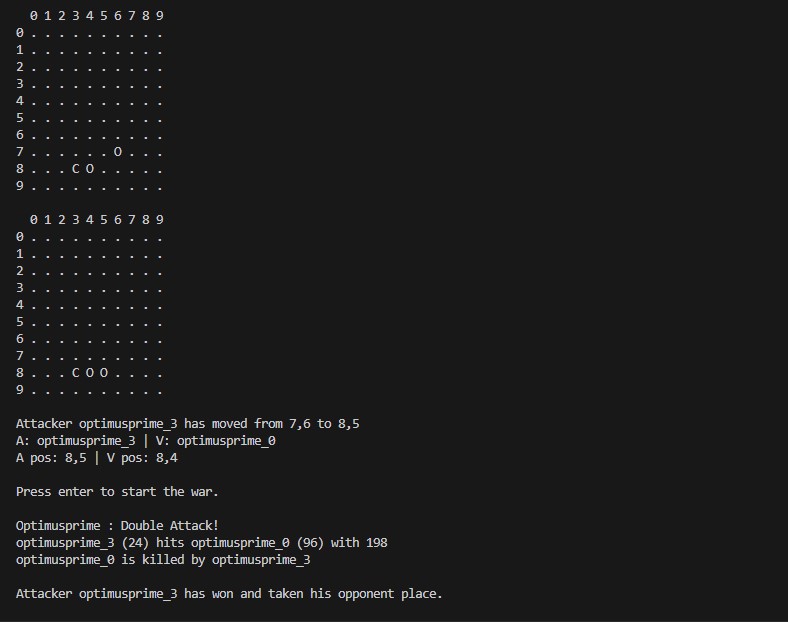 0 1 2 3 4 5 6 7 8 9
0 . . . . . . . . . .
1 . . . . . . . . . .
2 . . . . . . . . . .
3 . . . . . . . . . .
4 . . . . . . . . . .
5 . . . . . . . . . .
6 . . . . . . . . . .
7 . . . . . . O . . .
8 . . . C O . . . . .
9 . . . . . . . . . .
  0 1 2 3 4 5 6 7 8 9
0 . . . . . . . . . .
1 . . . . . . . . . .
2 . . . . . . . . . .
3 . . . . . . . . . .
4 . . . . . . . . . .
5 . . . . . . . . . .
6 . . . . . . . . . .
7 . . . . . . . . . .
8 . . . C O O . . . .
9 . . . . . . . . . .
Attacker optimusprime_3 has moved from 7,6 to 8,5
A: optimusprime_3 | V: optimusprime_0
A pos: 8,5 | V pos: 8,4
Press enter to start the war.
Optimusprime : Double Attack!
optimusprime_3 (24) hits optimusprime_0 (96) with 198
optimusprime_0 is killed by optimusprime_3
Attacker optimusprime_3 has won and taken his opponent place.